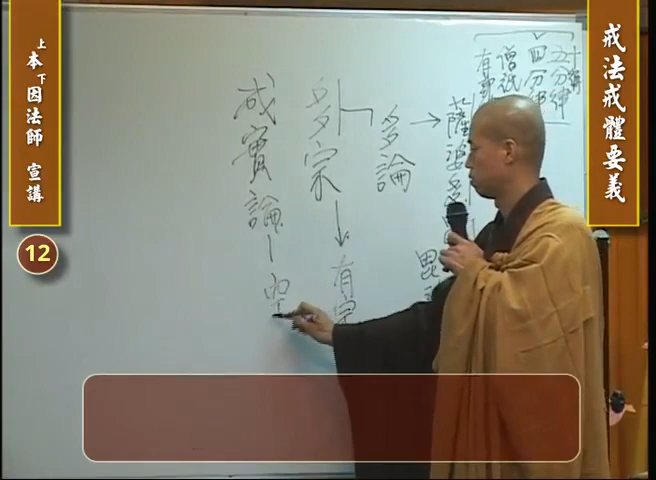 戒法戒體要義
上本下因法師 宣講
12
十誦
五分律
四分律
僧祇
有部
薩婆多
多論
多宗
有宗
成實論
空